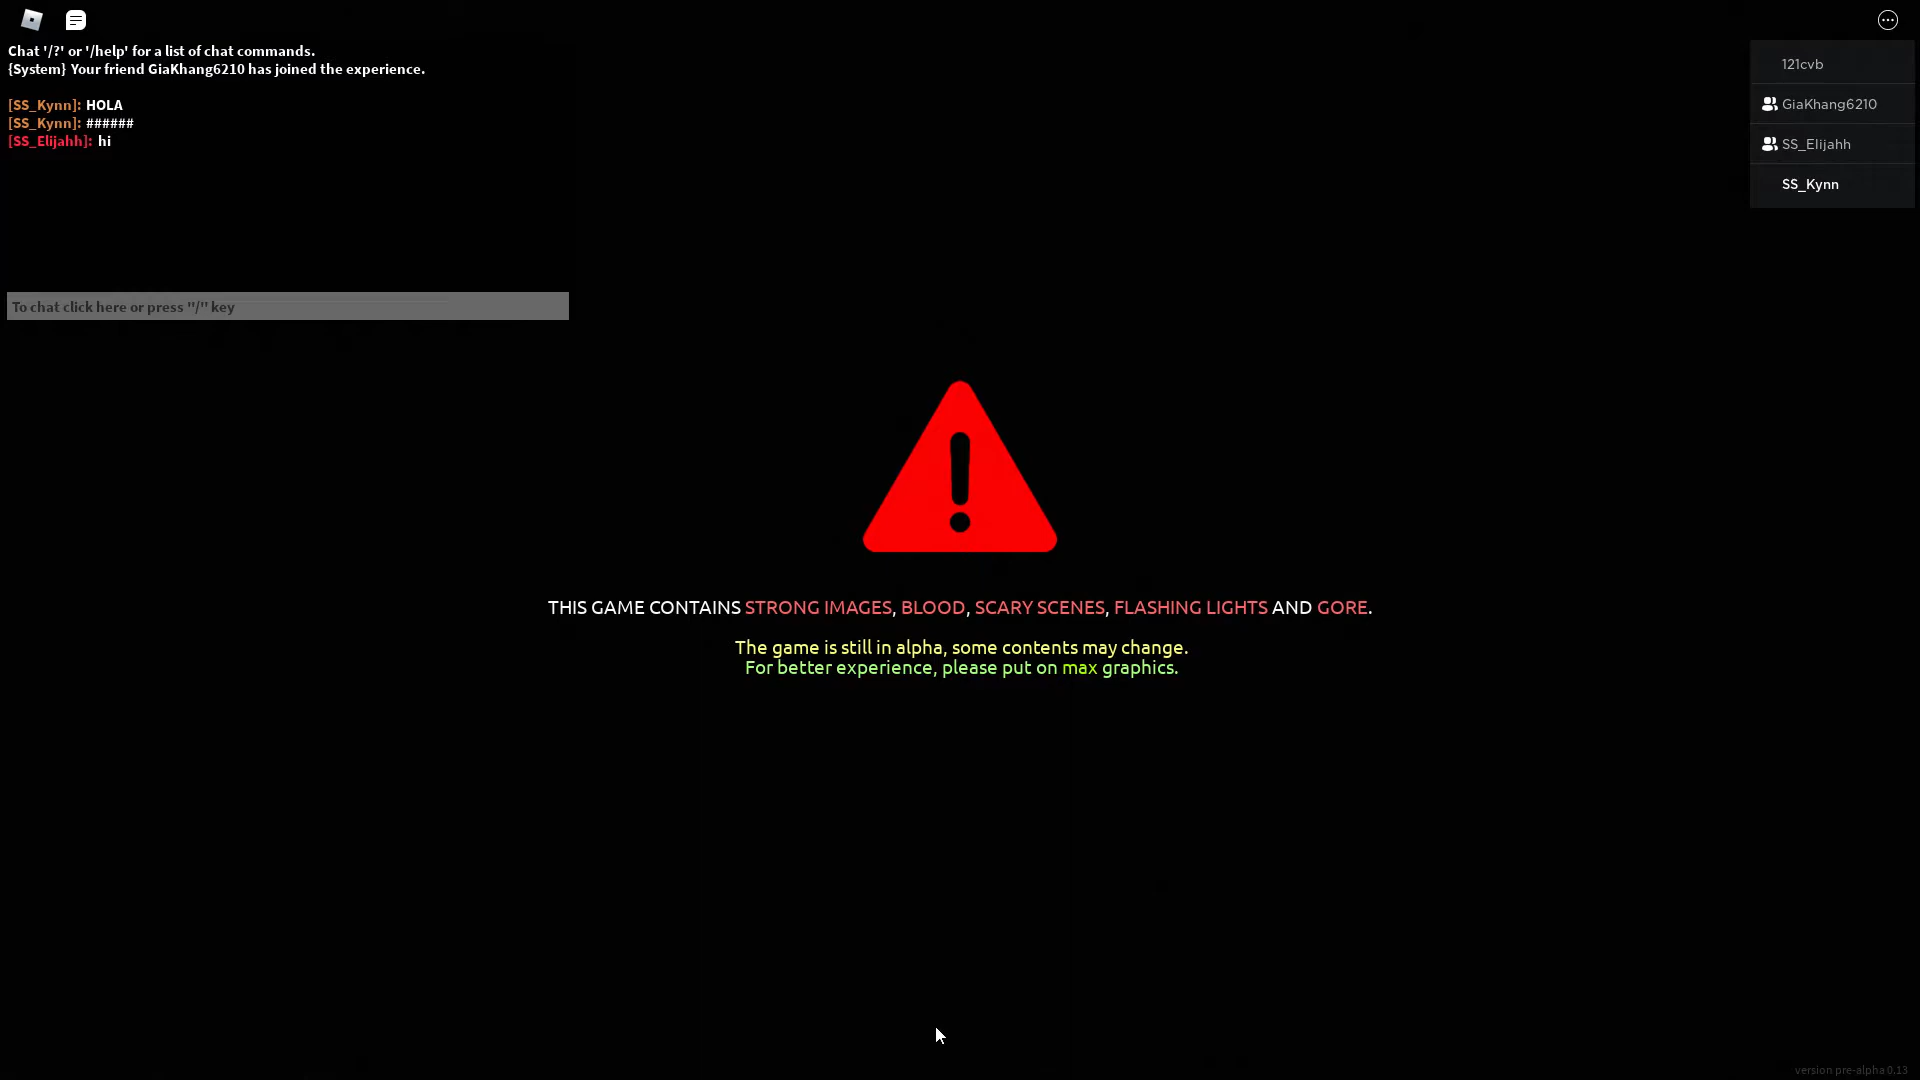 Chat '/?' or '/help' for a list of chat commands.
{System} Your friend GiaKhang6210 has joined the experience.
[SS_Kynn]: HOLA
[SS_Kynn]: ######
[SS_Elijahh]: hi
To chat click here or press "/" key
121cvb
GiaKhang6210
SS_Elijahh
SS_Kynn
THIS GAME CONTAINS STRONG IMAGES, BLOOD, SCARY SCENES, FLASHING LIGHTS AND GORE.
The game is still in alpha, some contents may change.
For better experience, please put on max graphics.
version pre-alpha 0.13